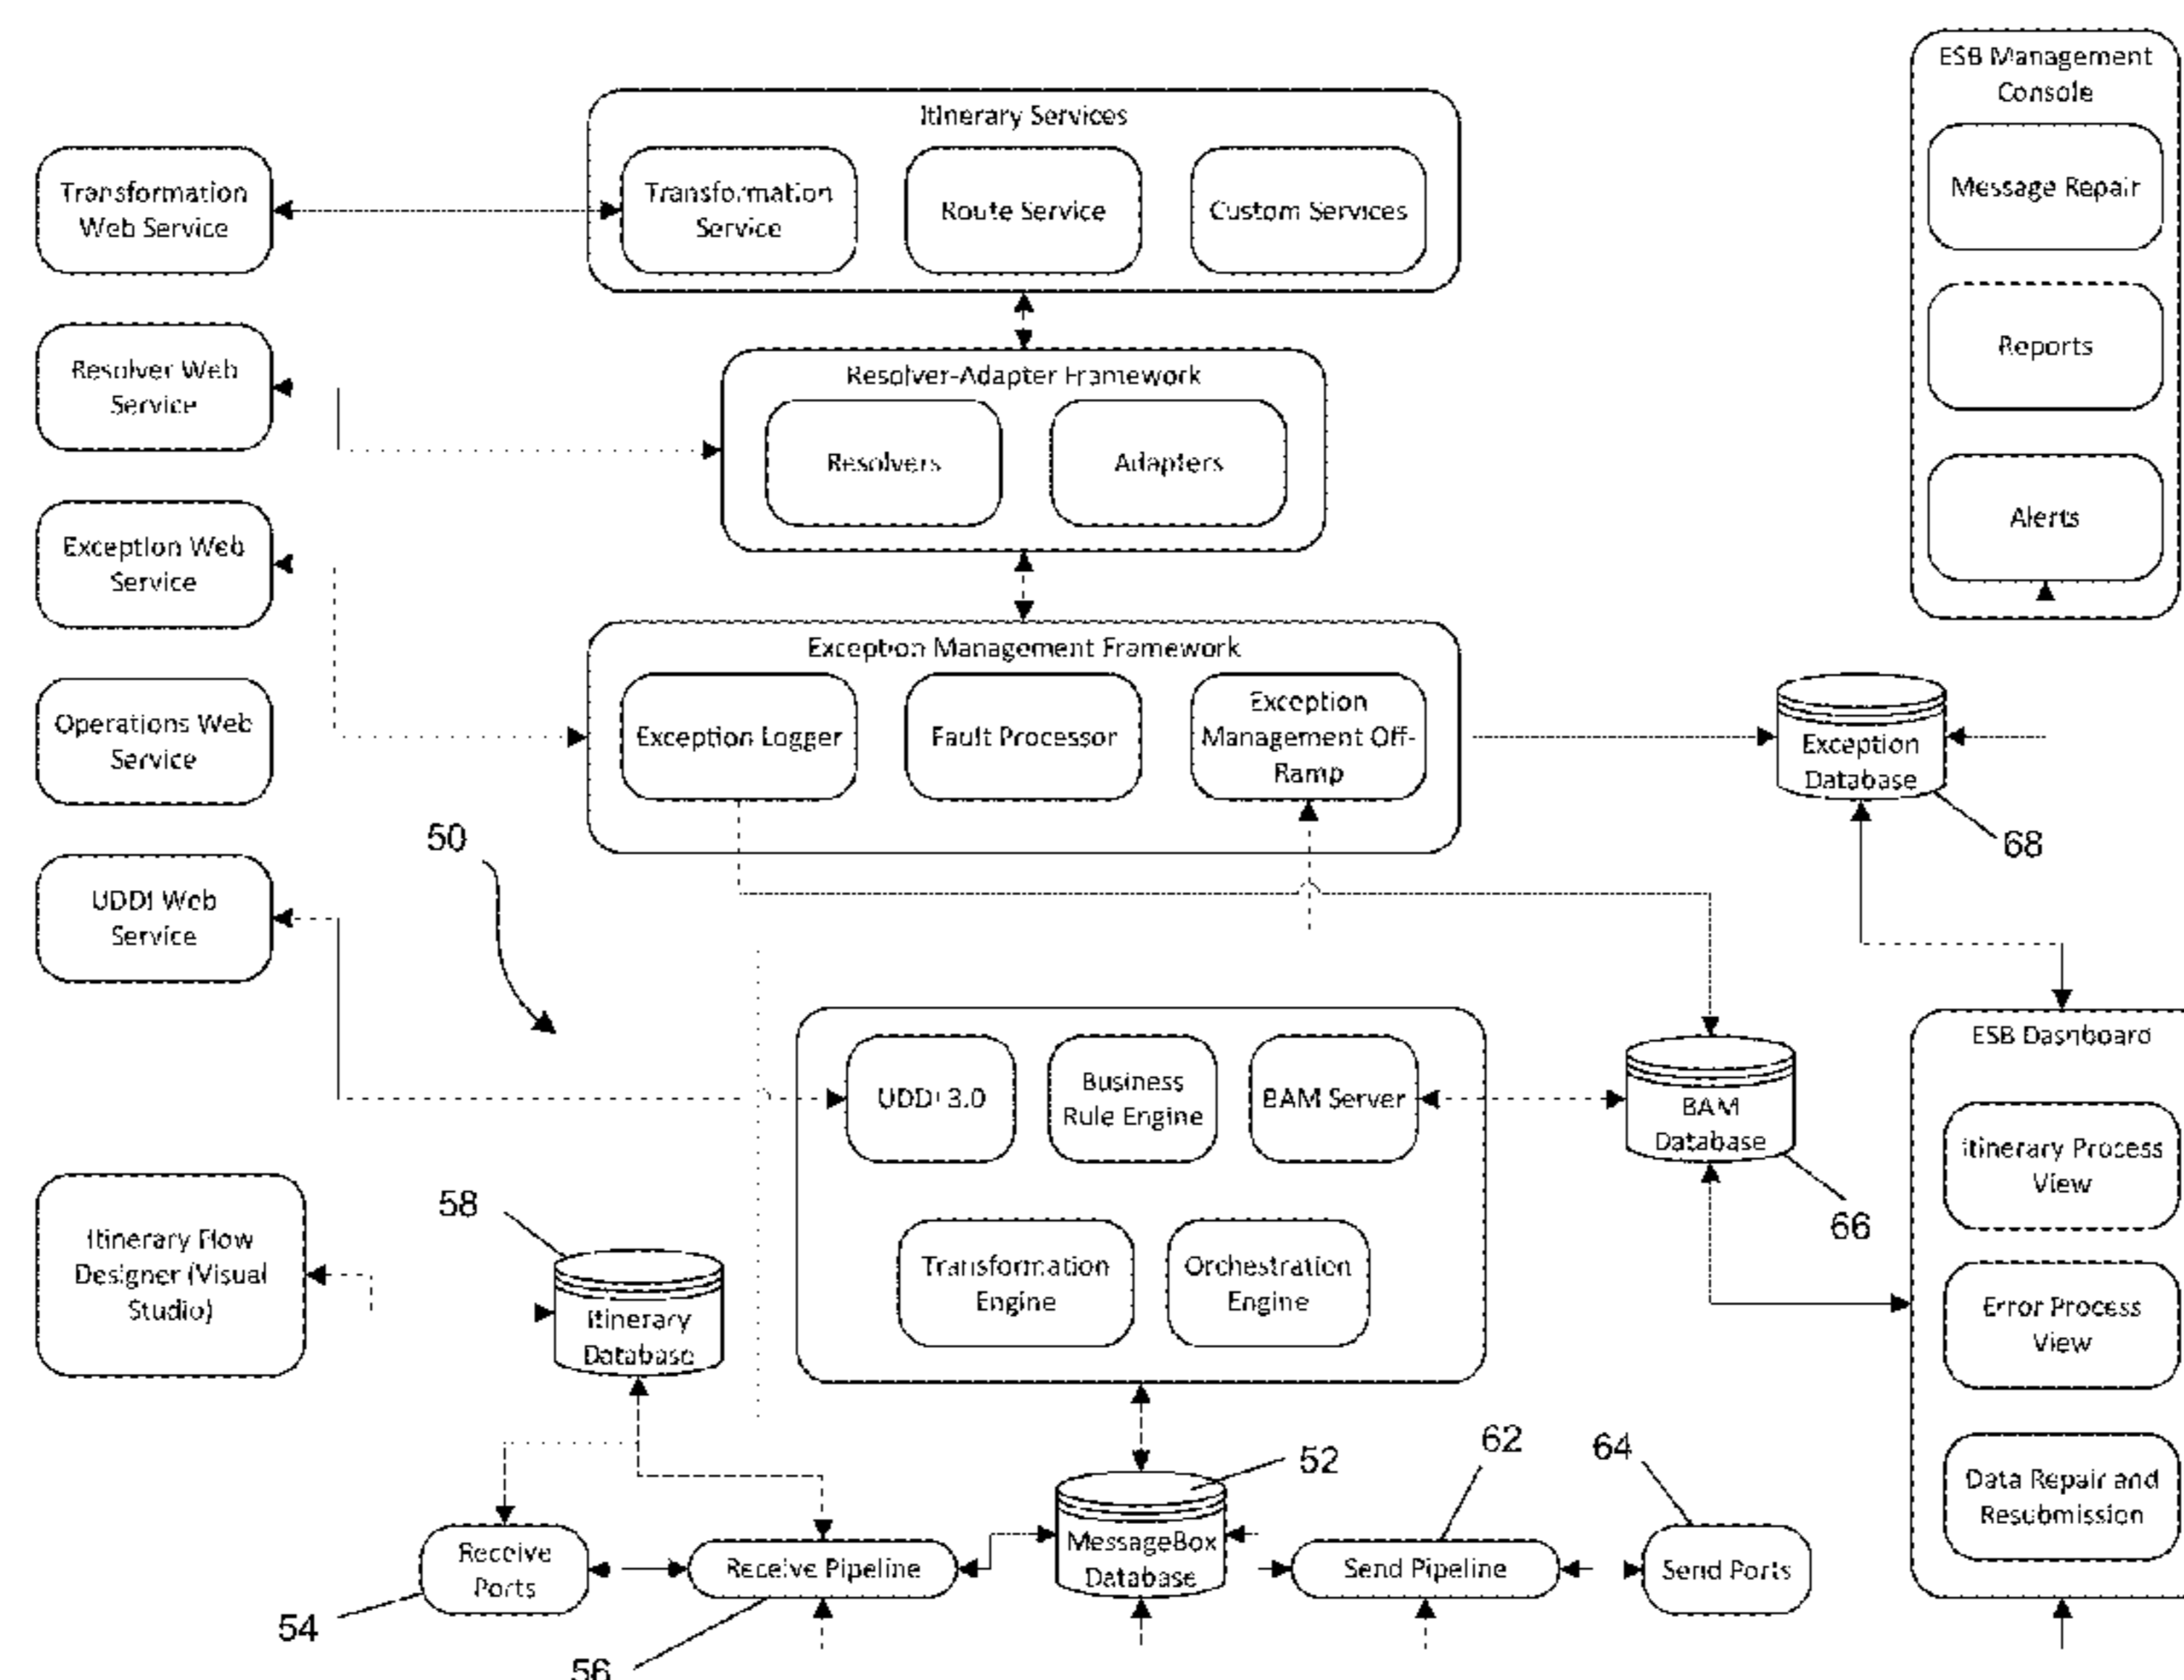 ESB Management
Console
Message Repair
Reports
Alerts
Itinerary Services
Transformation
Service
Route Service
Custom Services
Transformation
Web Service
Resolver Web
Service
Resolver-Adapter Framework
Resolvers
Adapters
Exception Web
Service
Exception Management Framework
Exception Logger
Fault Processor
Exception
Management Off-
Ramp
Operations Web
Service
Exception
Database
68
50
UDDI Web
Service
UDDI 3.0
Business
Rule Engine
BAM Server
BAM
Database
66
Transformation
Engine
Orchestration
Engine
ESB Dashboard
Itinerary Process
View
Error Process
View
Data Repair and
Resubmission
Itinerary Flow
Designer (Visual
Studio)
58
Itinerary
Database
52
62
64
Receive
Ports
Receive Pipeline
MessageBox
Database
Send Pipeline
Send Ports
54
56